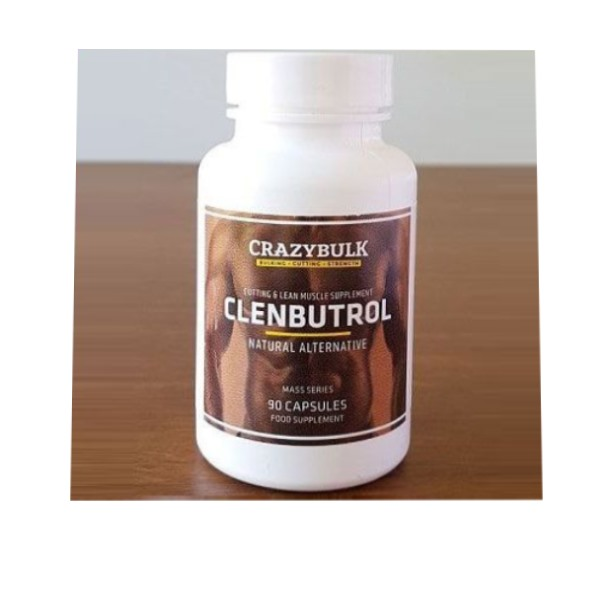 CRAZYBULK
BULKING • CUTTING • STRENGTH
CUTTING & LEAN MUSCLE SUPPLEMENT
CLENBUTROL
NATURAL ALTERNATIVE
MASS SERIES
90 CAPSULES
FOOD SUPPLEMENT